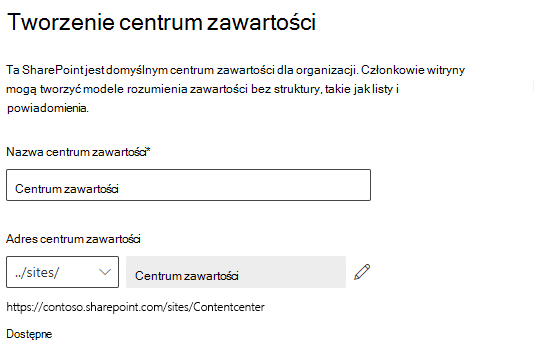 Tworzenie centrum zawartości
Ta SharePoint jest domyślnym centrum zawartości dla organizacji. Członkowie witryny
mogą tworzyć modele rozumienia zawartości bez struktury, takie jak listy i
powiadomienia.
Nazwa centrum zawartości*
Centrum zawartości
Adres centrum zawartości
../sites/ Centrum zawartości
https://contoso.sharepoint.com/sites/Contentcenter
Dostępne